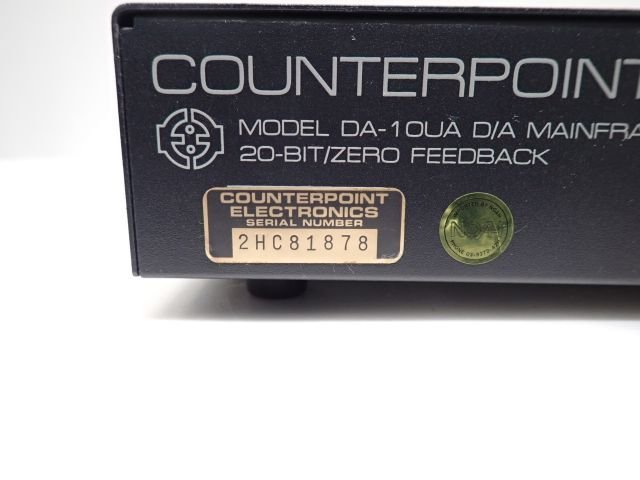 COUNTERPOINT
MODEL DA-10UA D/A MAINFRA
20-BIT/ZERO FEEDBACK
COUNTERPOINT
ELECTRONICS
SERIAL NUMBER
2HC81878